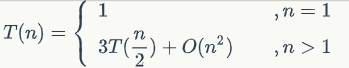 T(n) = { 1 , n = 1
3T(n/2) + O(n²) , n > 1